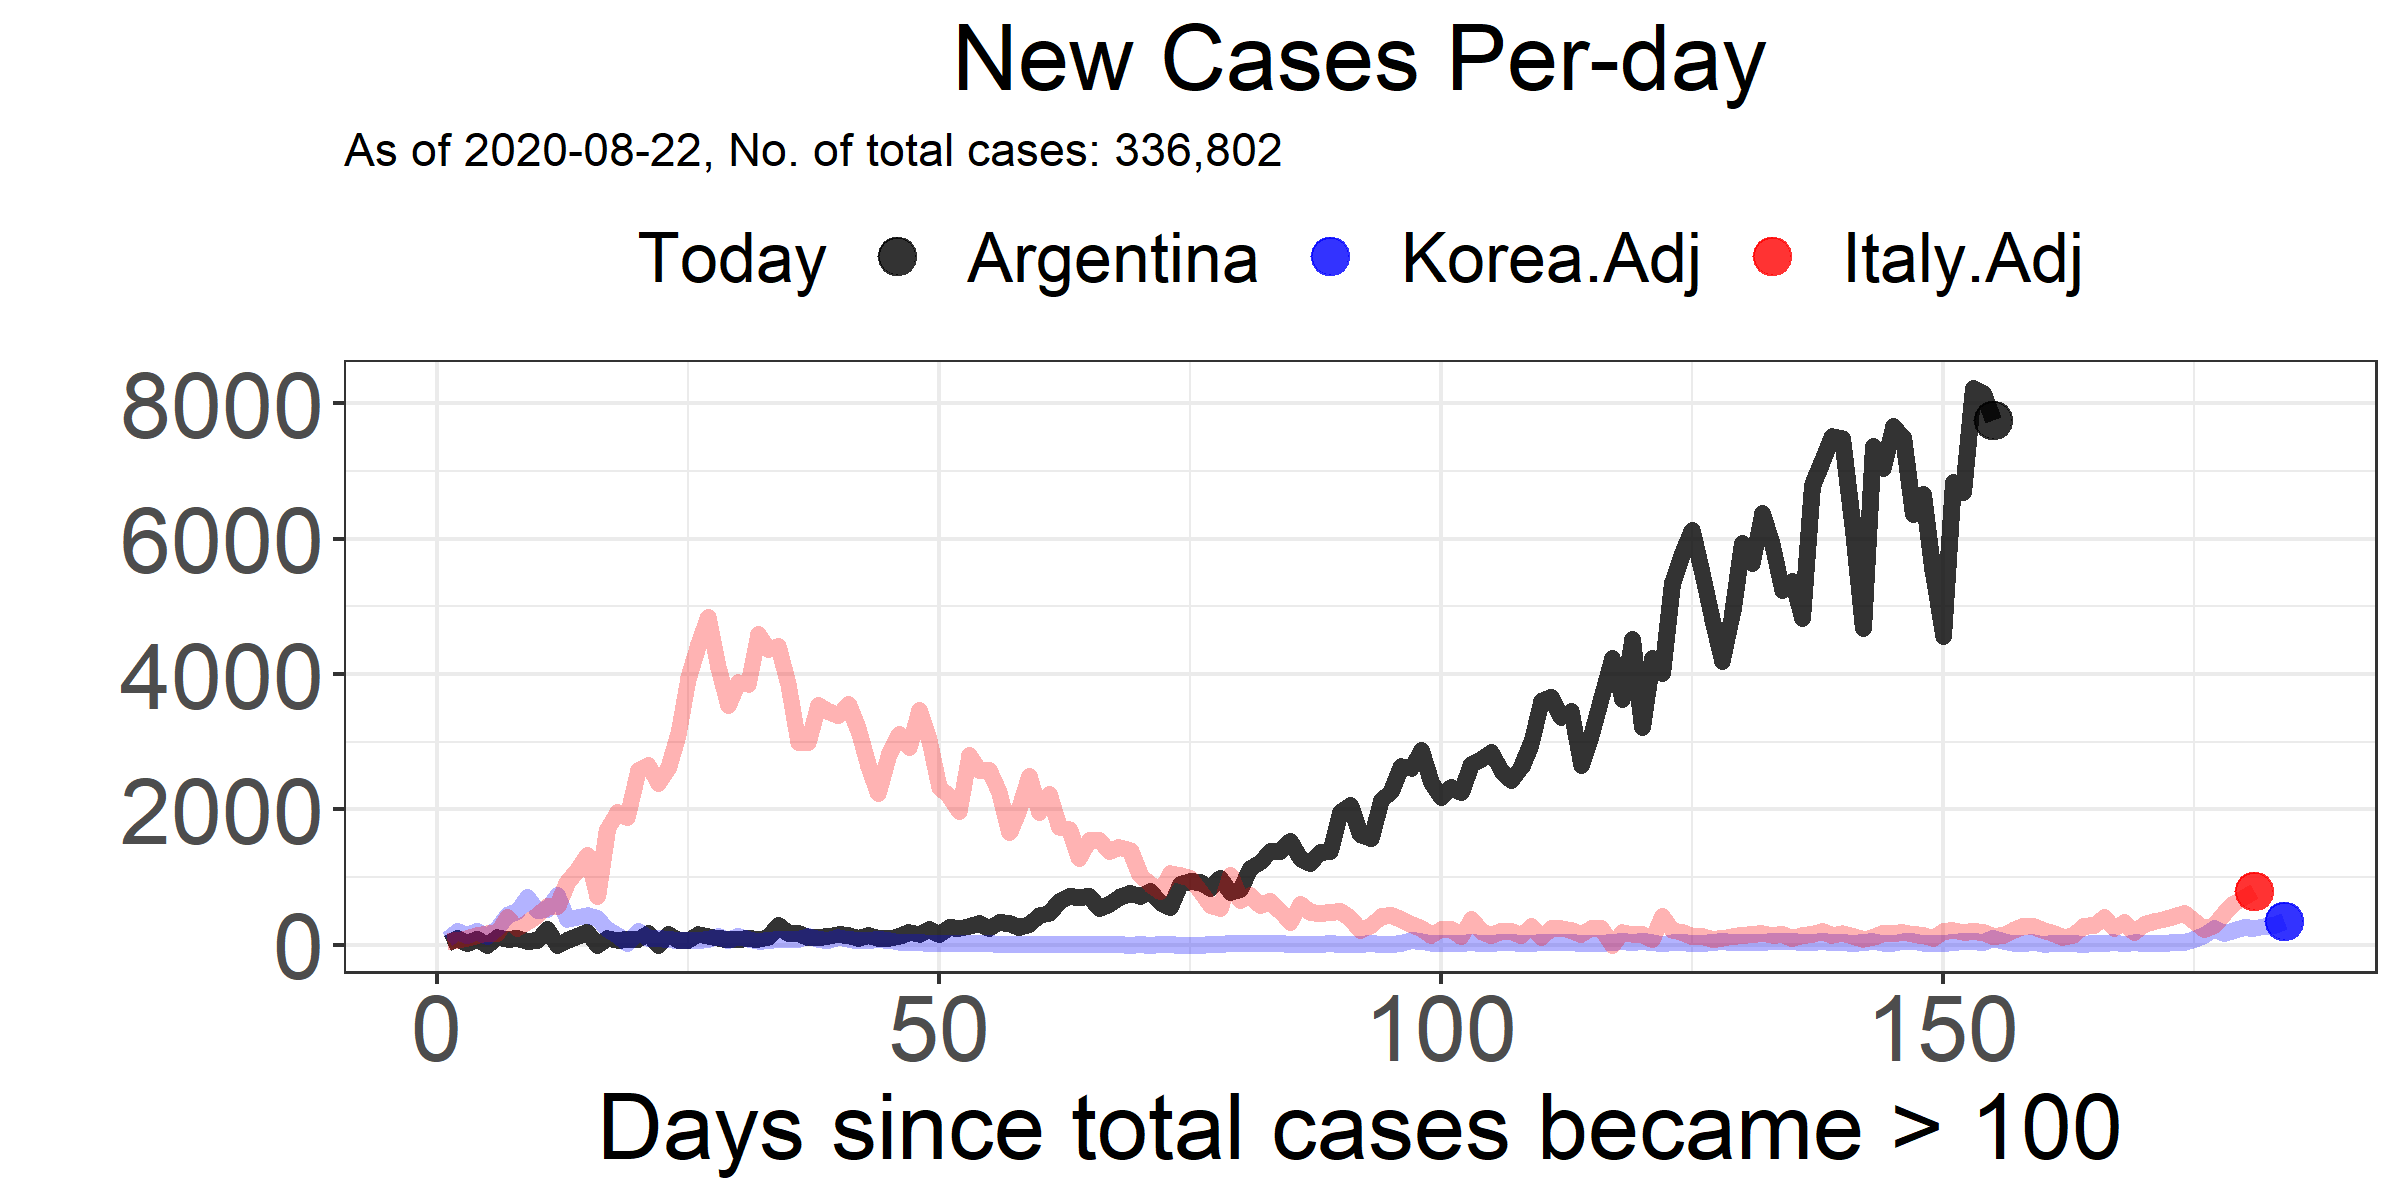 New Cases Per-day
As of 2020-08-22, No. of total cases: 336,802
Today Argentina Korea.Adj Italy.Adj
8000
6000
4000
2000
0
0 50 100 150
Days since total cases became > 100